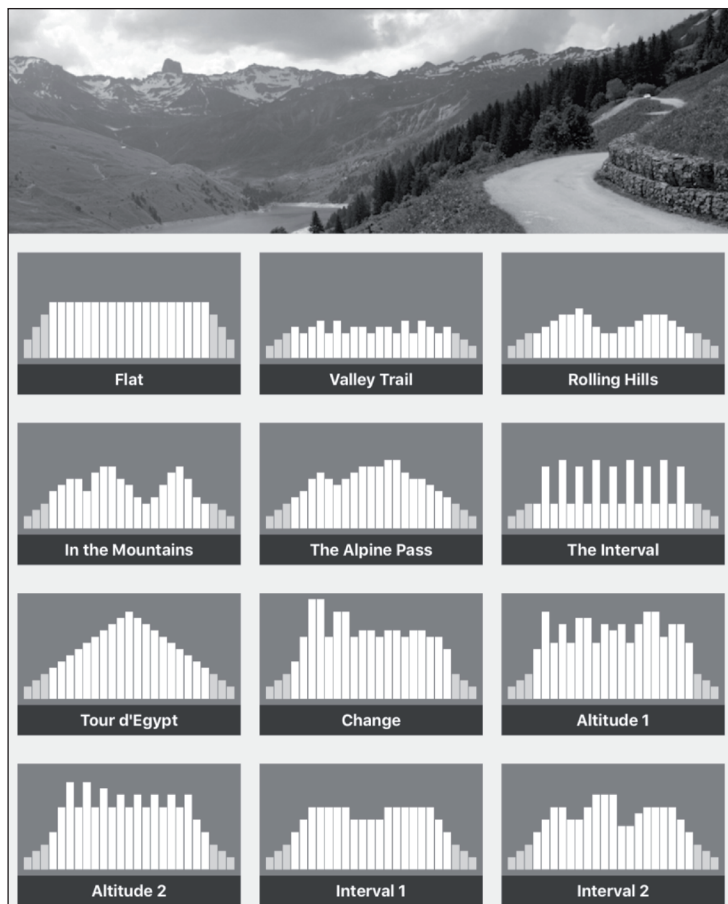 Flat
Valley Trail
Rolling Hills
In the Mountains
The Alpine Pass
The Interval
Tour d'Egypt
Change
Altitude 1
Altitude 2
Interval 1
Interval 2